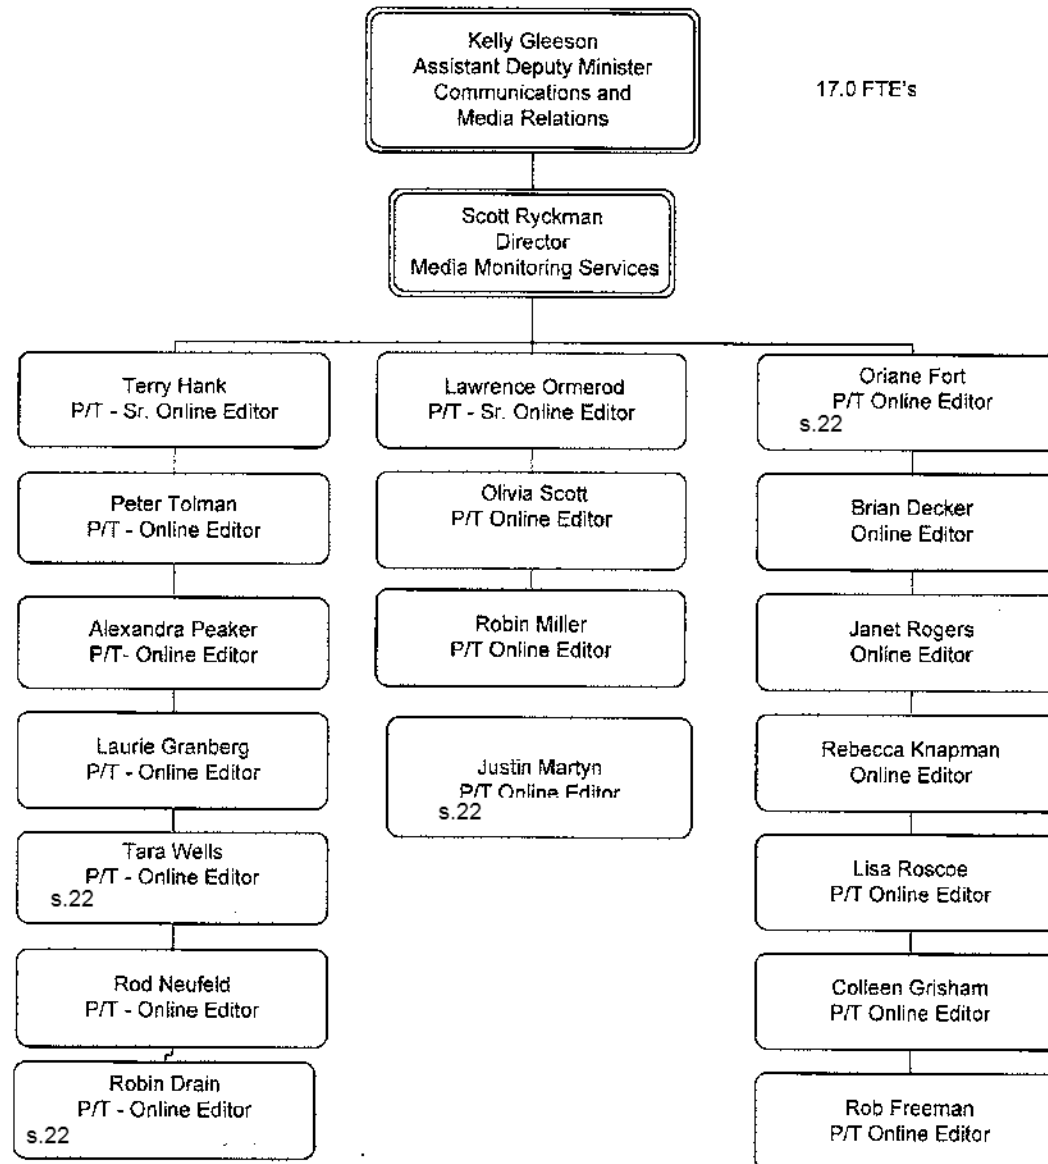 Kelly Gleeson
Assistant Deputy Minister
Communications and
Media Relations
17.0 FTE's
Scott Ryckman
Director
Media Monitoring Services
Terry Hank
P/T - Sr. Online Editor
Peter Tolman
P/T - Online Editor
Alexandra Peaker
P/T- Online Editor
Laurie Granberg
P/T - Online Editor
Tara Wells
P/T - Online Editor
s.22
Rod Neufeld
P/T - Online Editor
Robin Drain
P/T - Online Editor
s.22
Lawrence Ormerod
P/T - Sr. Online Editor
Olivia Scott
P/T Online Editor
Robin Miller
P/T Online Editor
Justin Martyn
P/T Online Editor
s.22
Oriane Fort
P/T Online Editor
s.22
Brian Decker
Online Editor
Janet Rogers
Online Editor
Rebecca Knapman
Online Editor
Lisa Roscoe
P/T Online Editor
Colleen Grisham
P/T Online Editor
Rob Freeman
P/T Online Editor